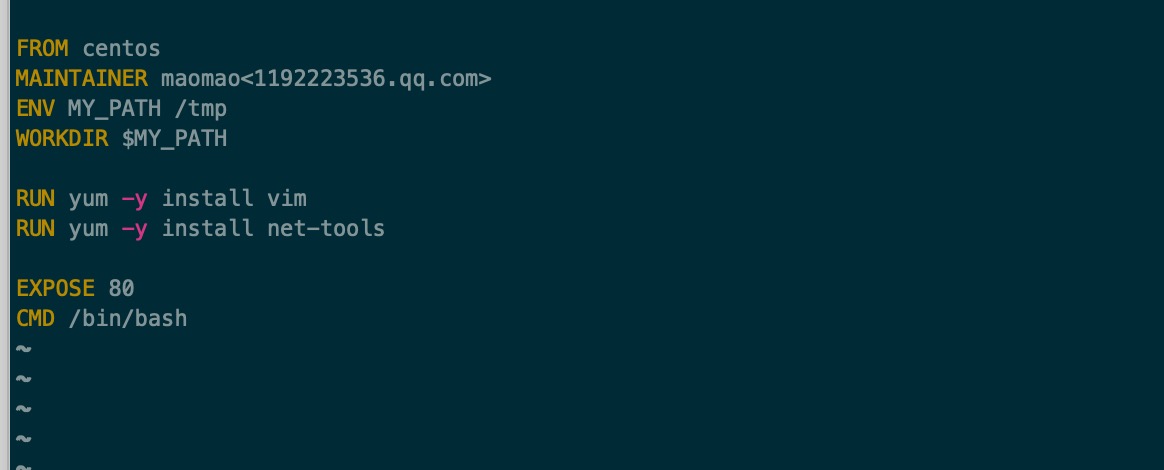 FROM centos
MAINTAINER maomao<1192223536.qq.com>
ENV MY_PATH /tmp
WORKDIR $MY_PATH
RUN yum -y install vim
RUN yum -y install net-tools
EXPOSE 80
CMD /bin/bash
~
~
~
~
~